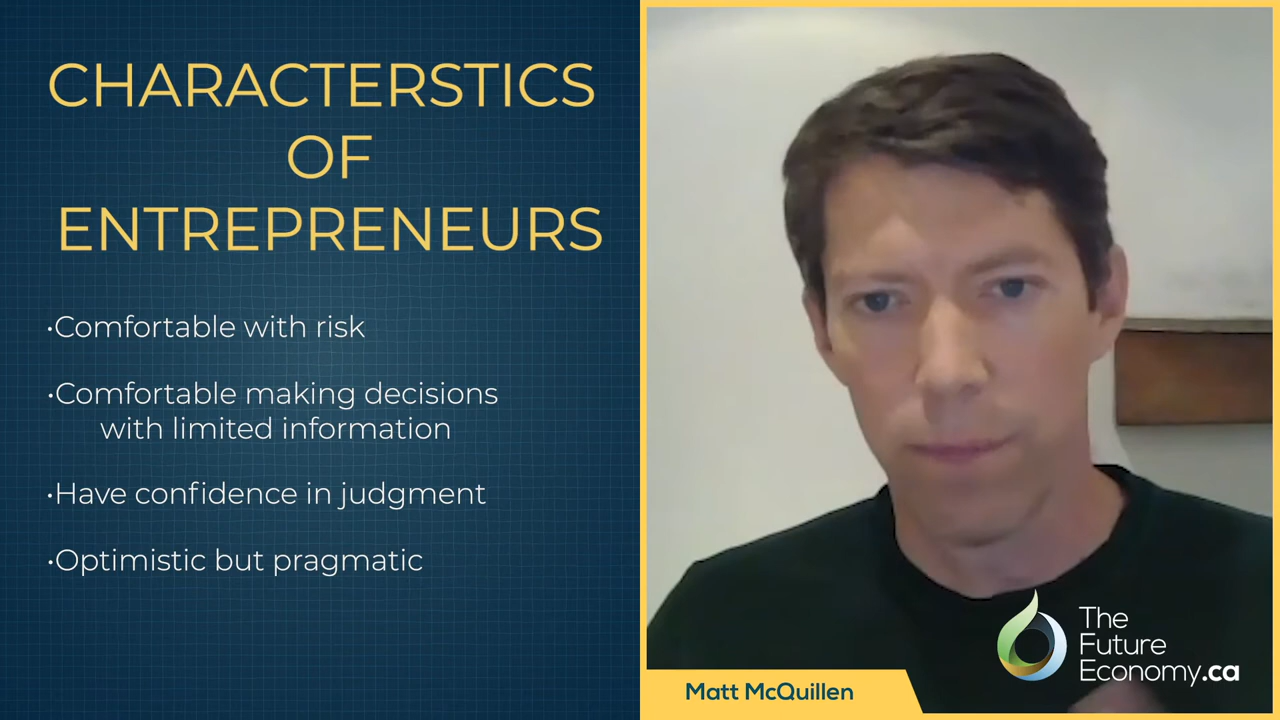 CHARACTERSTICS
OF
ENTREPRENEURS
•Comfortable with risk
•Comfortable making decisions
with limited information
•Have confidence in judgment
•Optimistic but pragmatic
Matt McQuillen
The
Future
Economy.ca